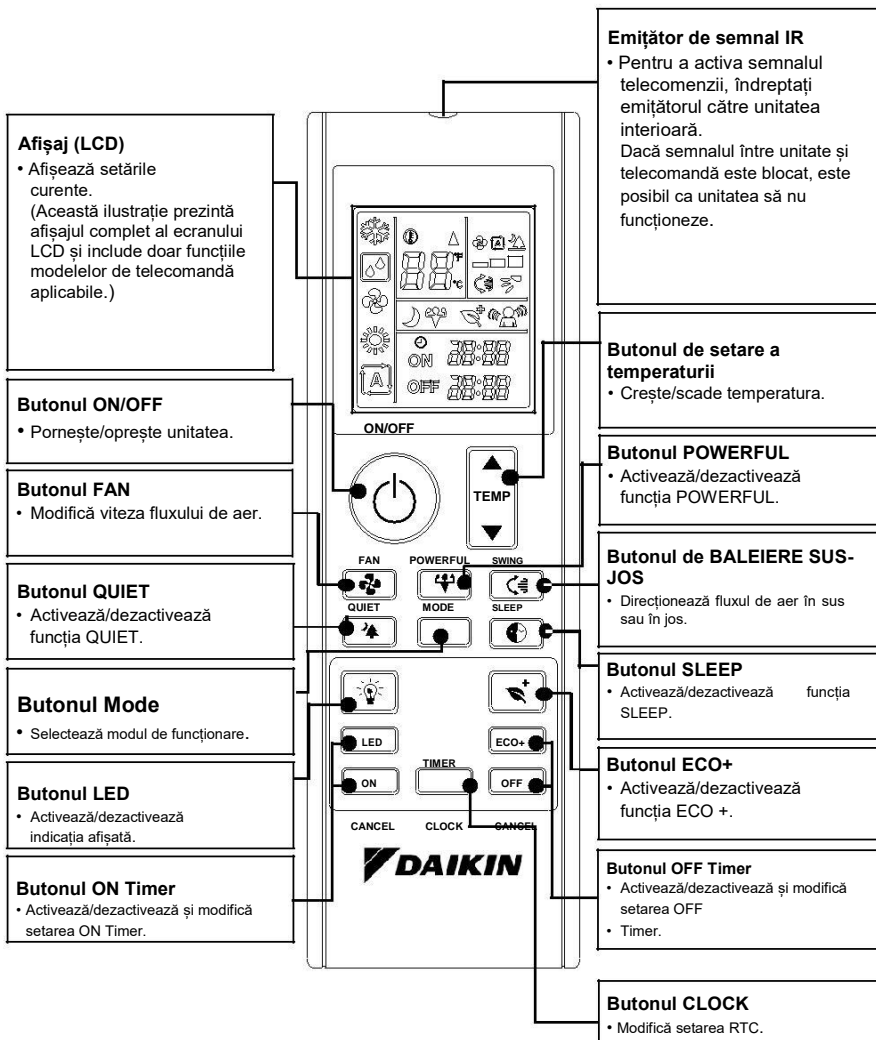 Emițător de semnal IR
• Pentru a activa semnalul
telecomenzii, îndreptați
emițătorul către unitatea
interioară.
Dacă semnalul între unitate și
telecomandă este blocat, este
posibil ca unitatea să nu
funcționeze.
Afișaj (LCD)
• Afișează setările
curente.
(Această ilustrație prezintă
afișajul complet al ecranului
LCD și include doar funcțiile
modelelor de telecomandă
aplicabile.)
Butonul ON/OFF
• Pornește/oprește unitatea.
Butonul FAN
• Modifică viteza fluxului de aer.
Butonul QUIET
• Activează/dezactivează
funcția QUIET.
Butonul Mode
• Selectează modul de funcționare.
Butonul LED
• Activează/dezactivează
indicația afișată.
Butonul ON Timer
• Activează/dezactivează și modifică
setarea ON Timer.
°F
88
°C
A
ON 88:88
OFF 88:88
ON/OFF
TEMP
FAN POWERFUL SWING
QUIET MODE SLEEP
LED ECO+
TIMER
ON OFF
CANCEL CLOCK CANCEL
DAIKIN
Butonul de setare a
temperaturii
• Crește/scade temperatura.
Butonul POWERFUL
• Activează/dezactivează
funcția POWERFUL.
Butonul de BALEIERE SUS-
JOS
• Direcționează fluxul de aer în sus
sau în jos.
Butonul SLEEP
• Activează/dezactivează funcția
SLEEP.
Butonul ECO+
• Activează/dezactivează
funcția ECO +.
Butonul OFF Timer
• Activează/dezactivează și modifică
setarea OFF
• Timer.
Butonul CLOCK
• Modifică setarea RTC.